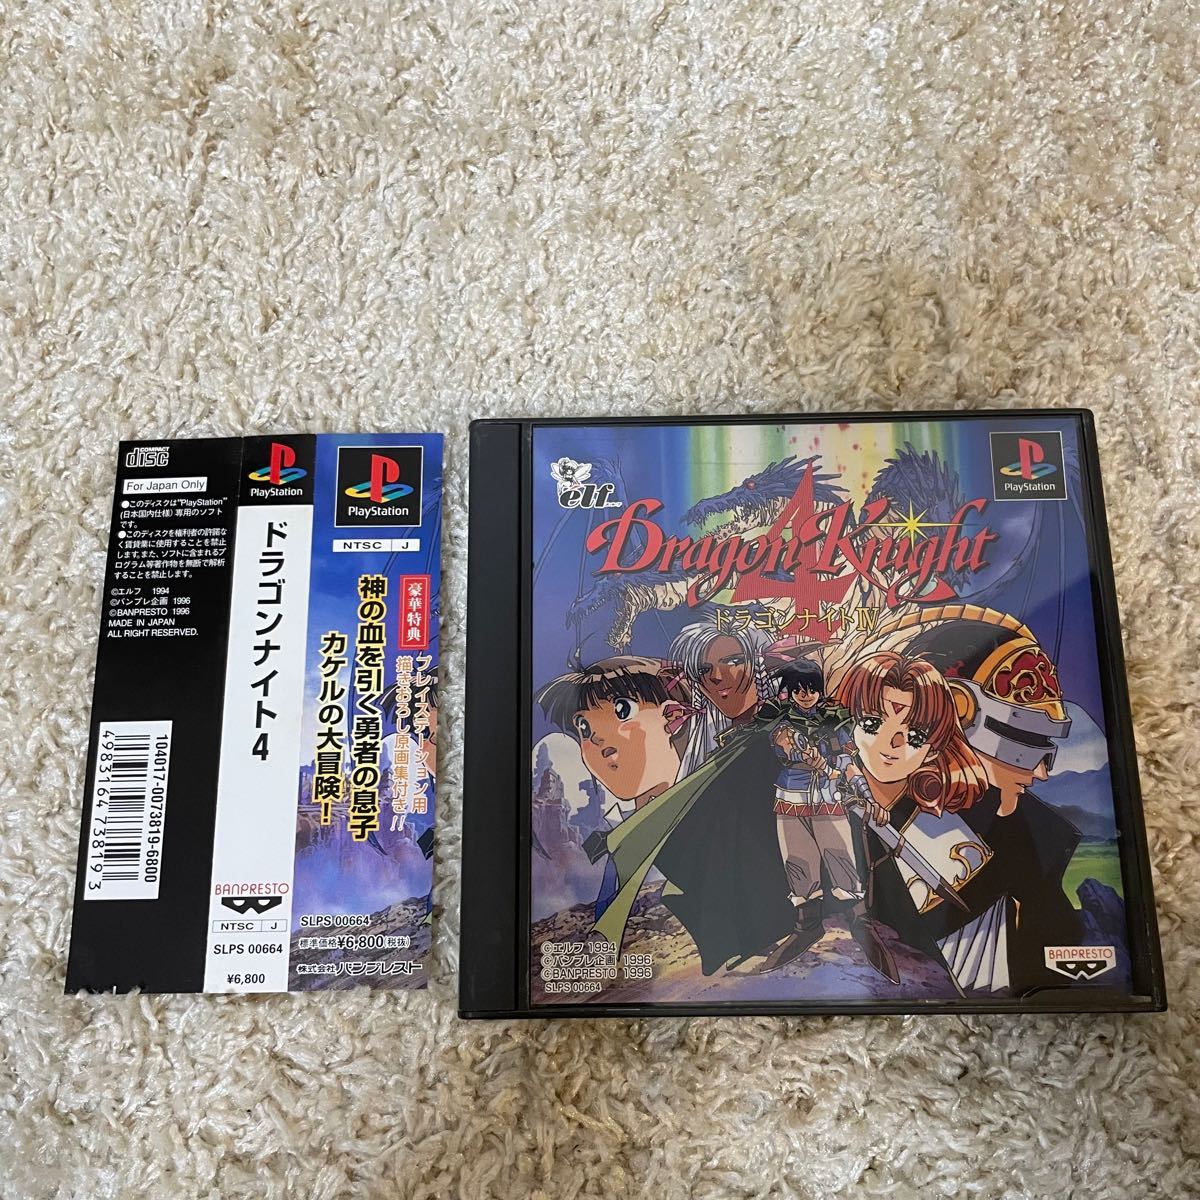 COMPACT
disc
For Japan Only
●このディスクは"PlayStation"
(日本国内仕様)専用のソフト
です。
●このディスクを権利者の許諾な
く賃貸業に使用することを禁止
します。また、ソフトに含まれるプ
ログラム等著作物を無断で解析
することを禁止します。
©エルフ 1994
©バンプレ企画 1996
©BANPRESTO 1996
MADE IN JAPAN
ALL RIGHT RESERVED.
104017-0073819-6800
4983164738193
PlayStation
ドラゴンナイト4
BANPRESTO
NTSC J
SLPS 00664
¥6,800
PlayStation
NTSC J
豪華特典
プレイステーション用
描きおろし原画集付き!!
神の血を引く勇者の息子
カケルの大冒険!
SLPS 00664
標準価格¥6,800(税抜)
株式会社バンプレスト
elf
エルフ
PlayStation
Dragon Knight
4
ドラゴンナイトIV
©エルフ 1994
©バンプレ企画 1996
©BANPRESTO 1996
SLPS 00664
BANPRESTO